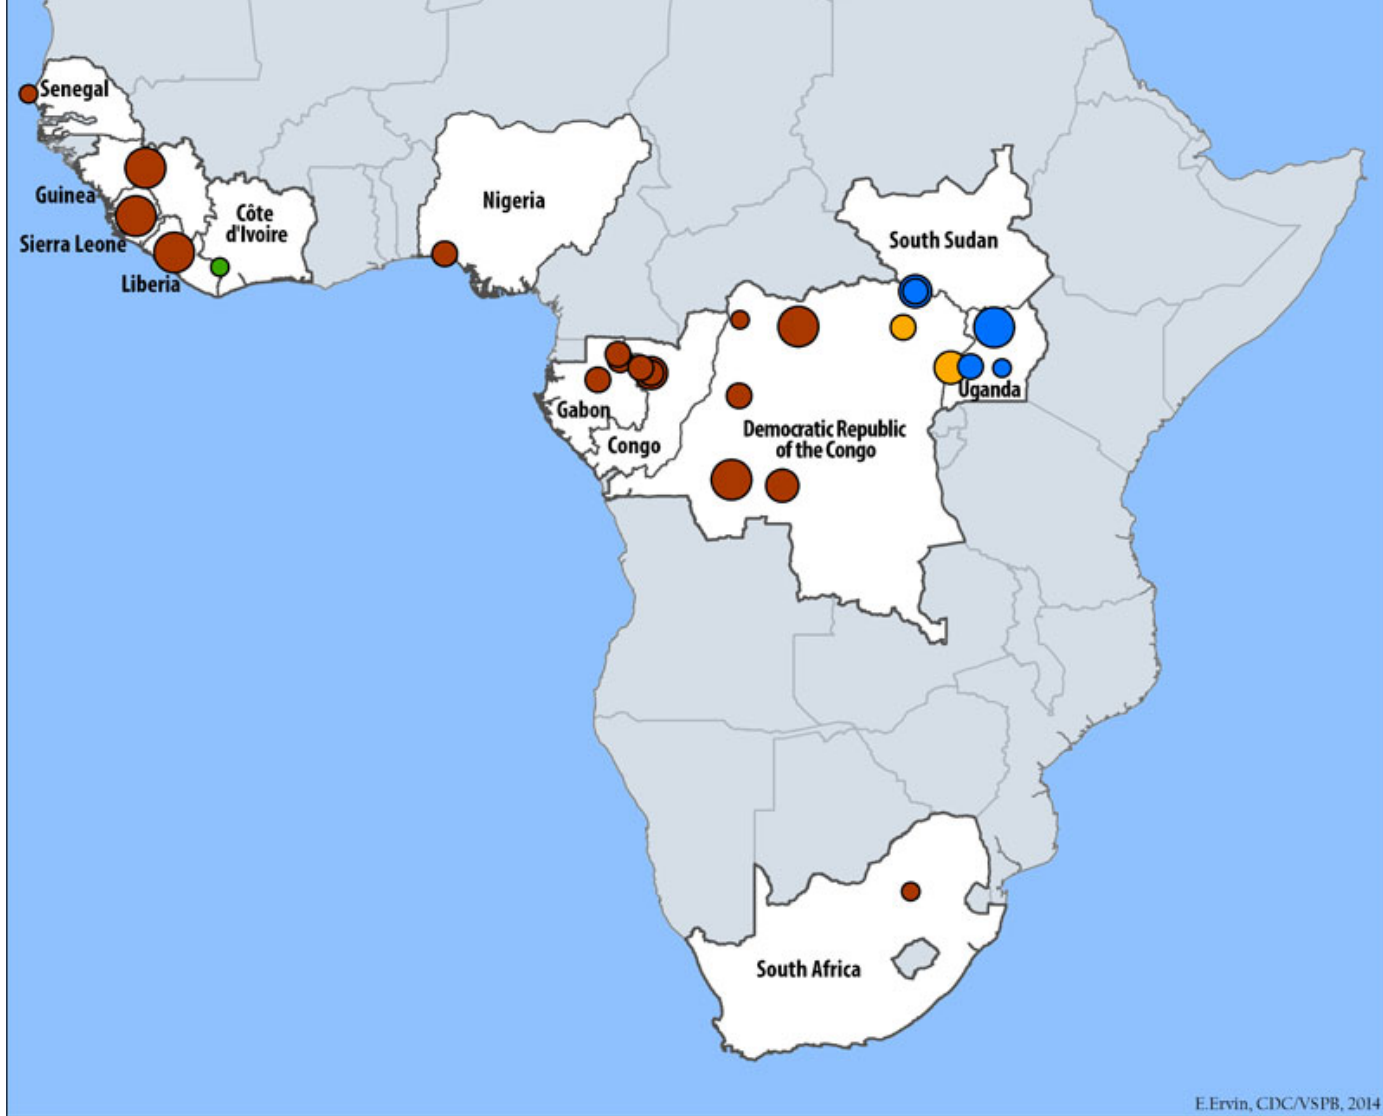 Senegal
Guinea
Sierra Leone
Liberia
Côte
d'Ivoire
Nigeria
South Sudan
Uganda
Gabon
Congo
Democratic Republic
of the Congo
South Africa
E.Ervin, CDC/VSPB, 2014